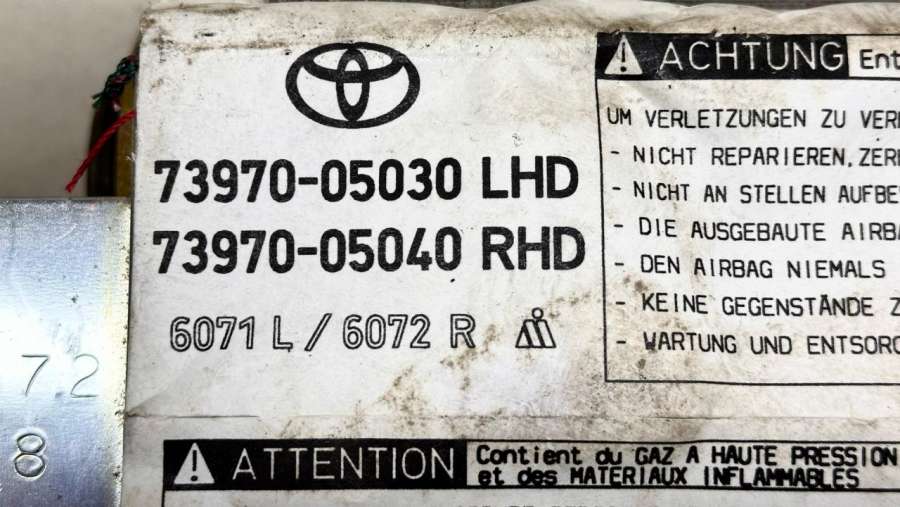 73970-05030 LHD
73970-05040 RHD
6071 L / 6072 R
7.2
8
ACHTUNG
UM VERLETZUNGEN ZU
- NICHT REPARIEREN,
- NICHT AN STELLEN
- DIE AUSGEBAUTE
- DEN AIRBAG NIEMALS
- KEINE GEGENSTÄNDE
- WARTUNG UND
ATTENTION
Contient du GAZ A HAUTE PRESSION
et des MATERIAUX INFLAMMABLES